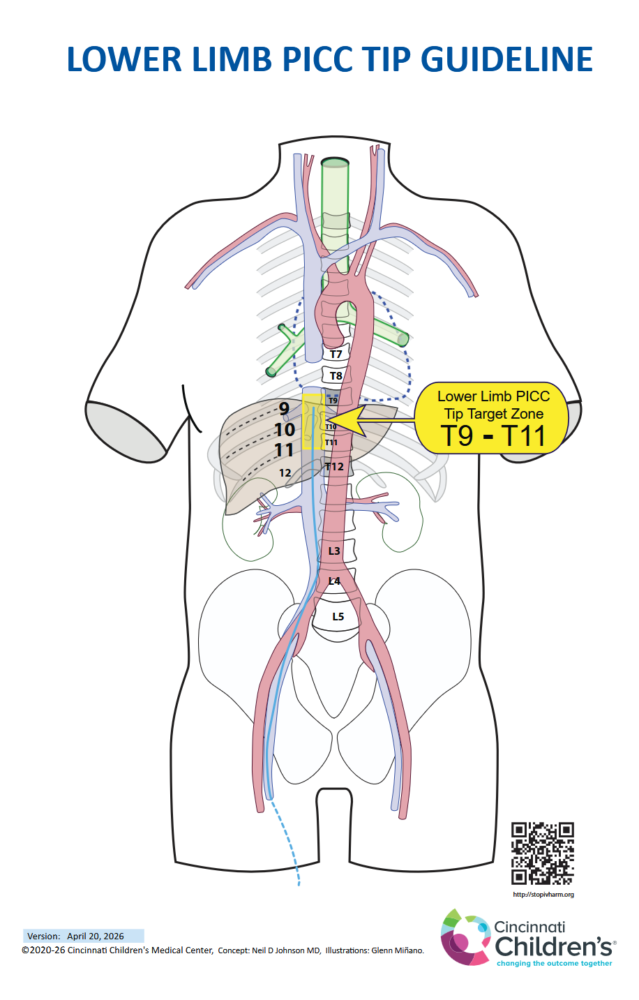 LOWER LIMB PICC TIP GUIDELINE
T7
T8
T9
9
Lower Limb PICC
Tip Target Zone
T9 - T11
10
T10
11
T11
12
T12
L3
L4
L5
http://stopivharm.org
Version: April 20, 2026
©2020-26 Cincinnati Children's Medical Center, Concept: Neil D Johnson MD, Illustrations: Glenn Miñano.
Cincinnati
Children's®
changing the outcome together